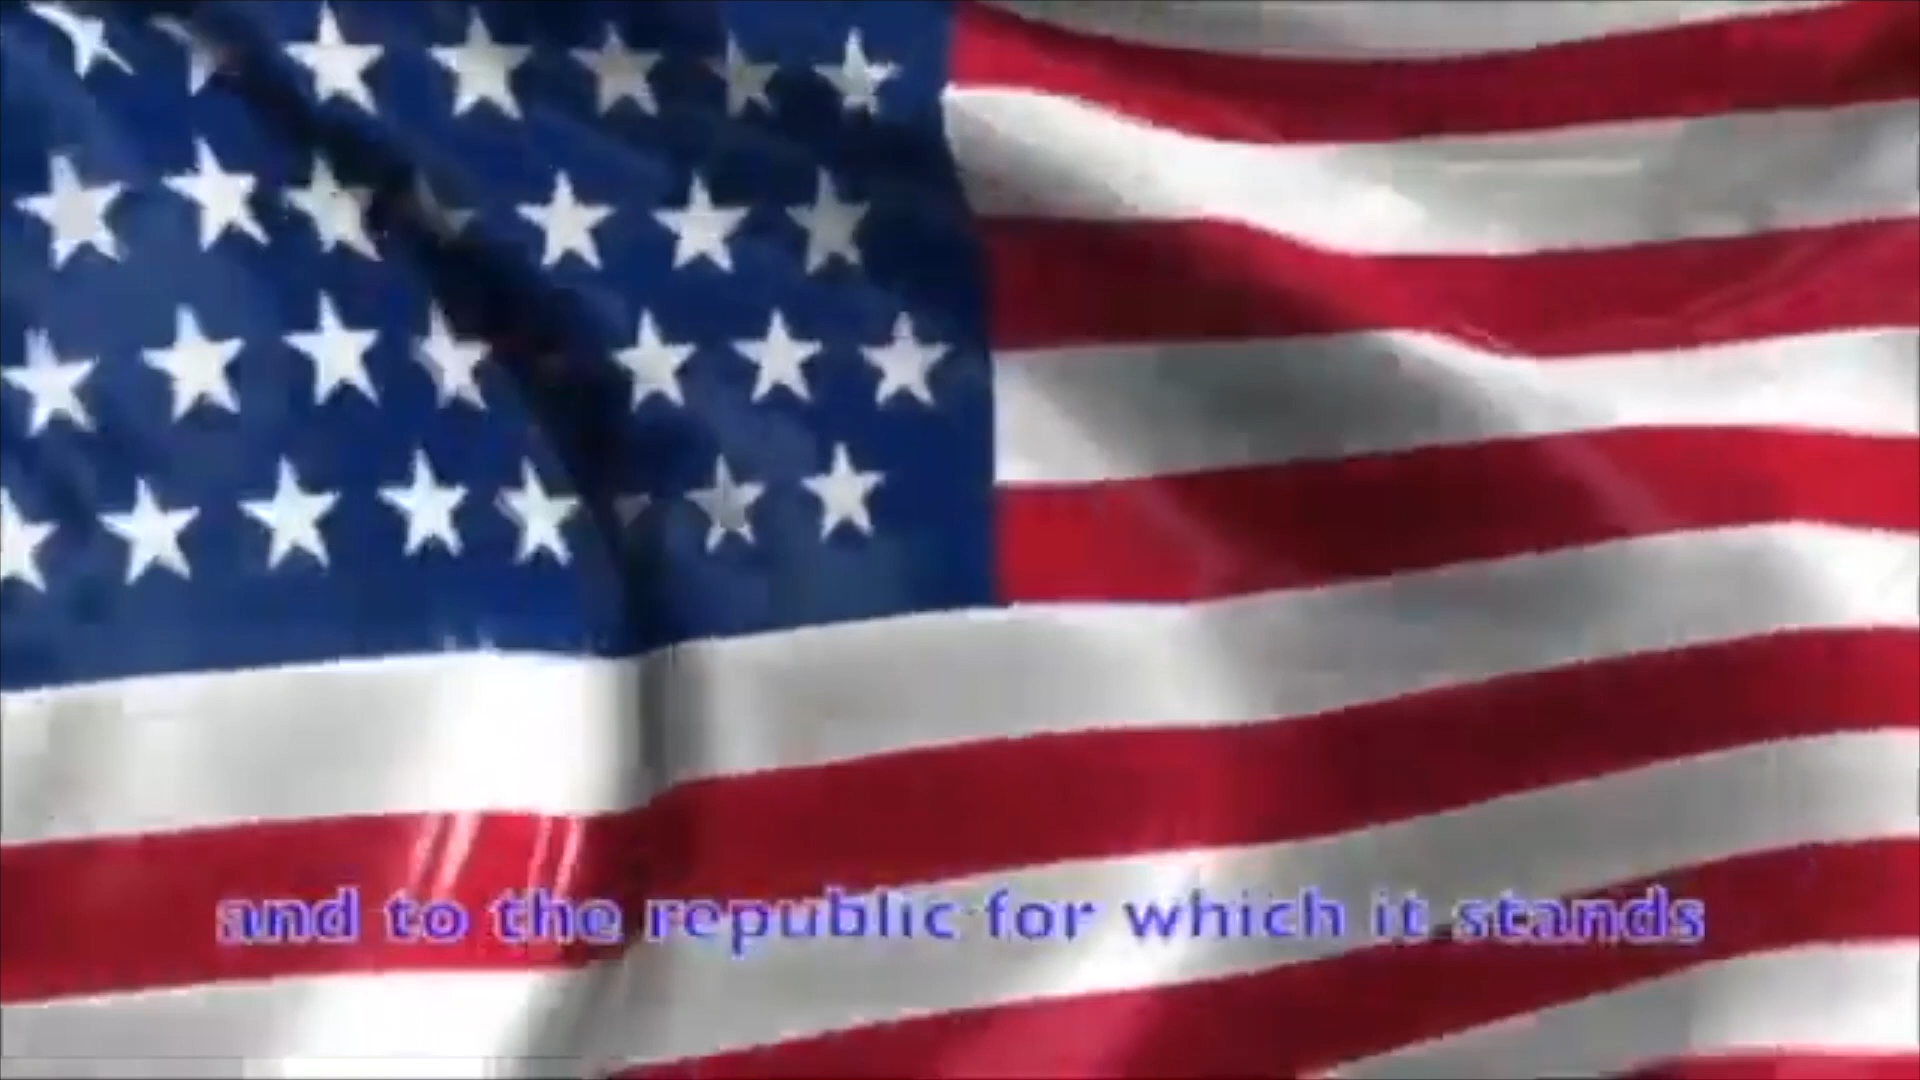 and to the republic for which it stands